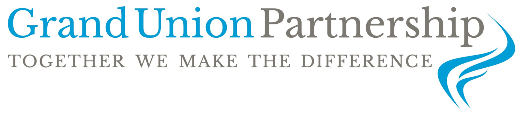 Grand Union Partnership
TOGETHER WE MAKE THE DIFFERENCE